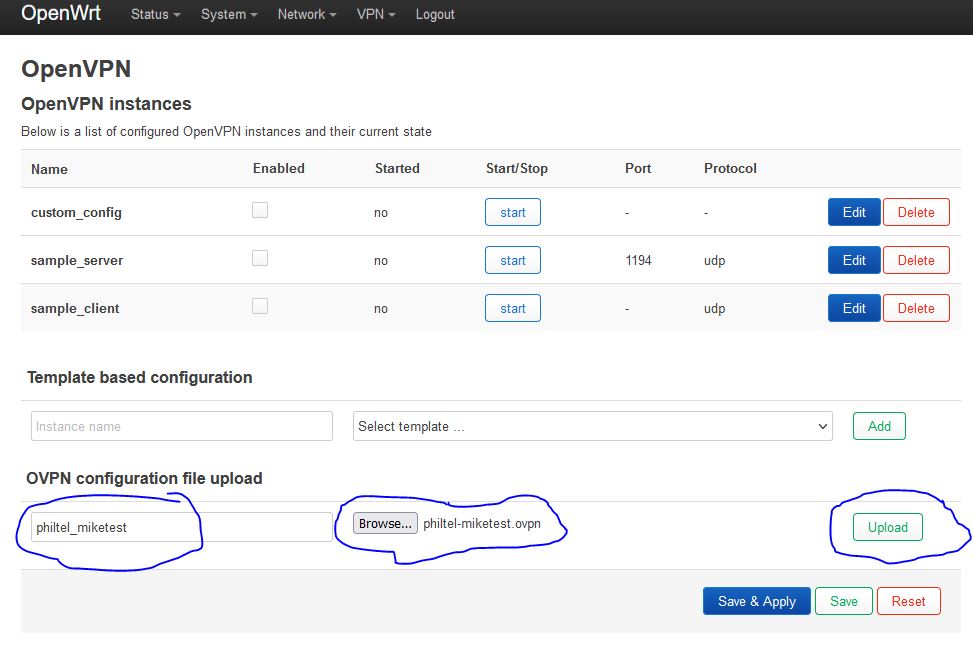 OpenWrt Status System Network VPN Logout
OpenVPN
OpenVPN instances
Below is a list of configured OpenVPN instances and their current state
Name Enabled Started Start/Stop Port Protocol
custom_config no start - - Edit Delete
sample_server no start 1194 udp Edit Delete
sample_client no start - udp Edit Delete
Template based configuration
Instance name Select template ... Add
OVPN configuration file upload
philtel_miketest Browse... philtel-miketest.ovpn Upload
Save & Apply Save Reset